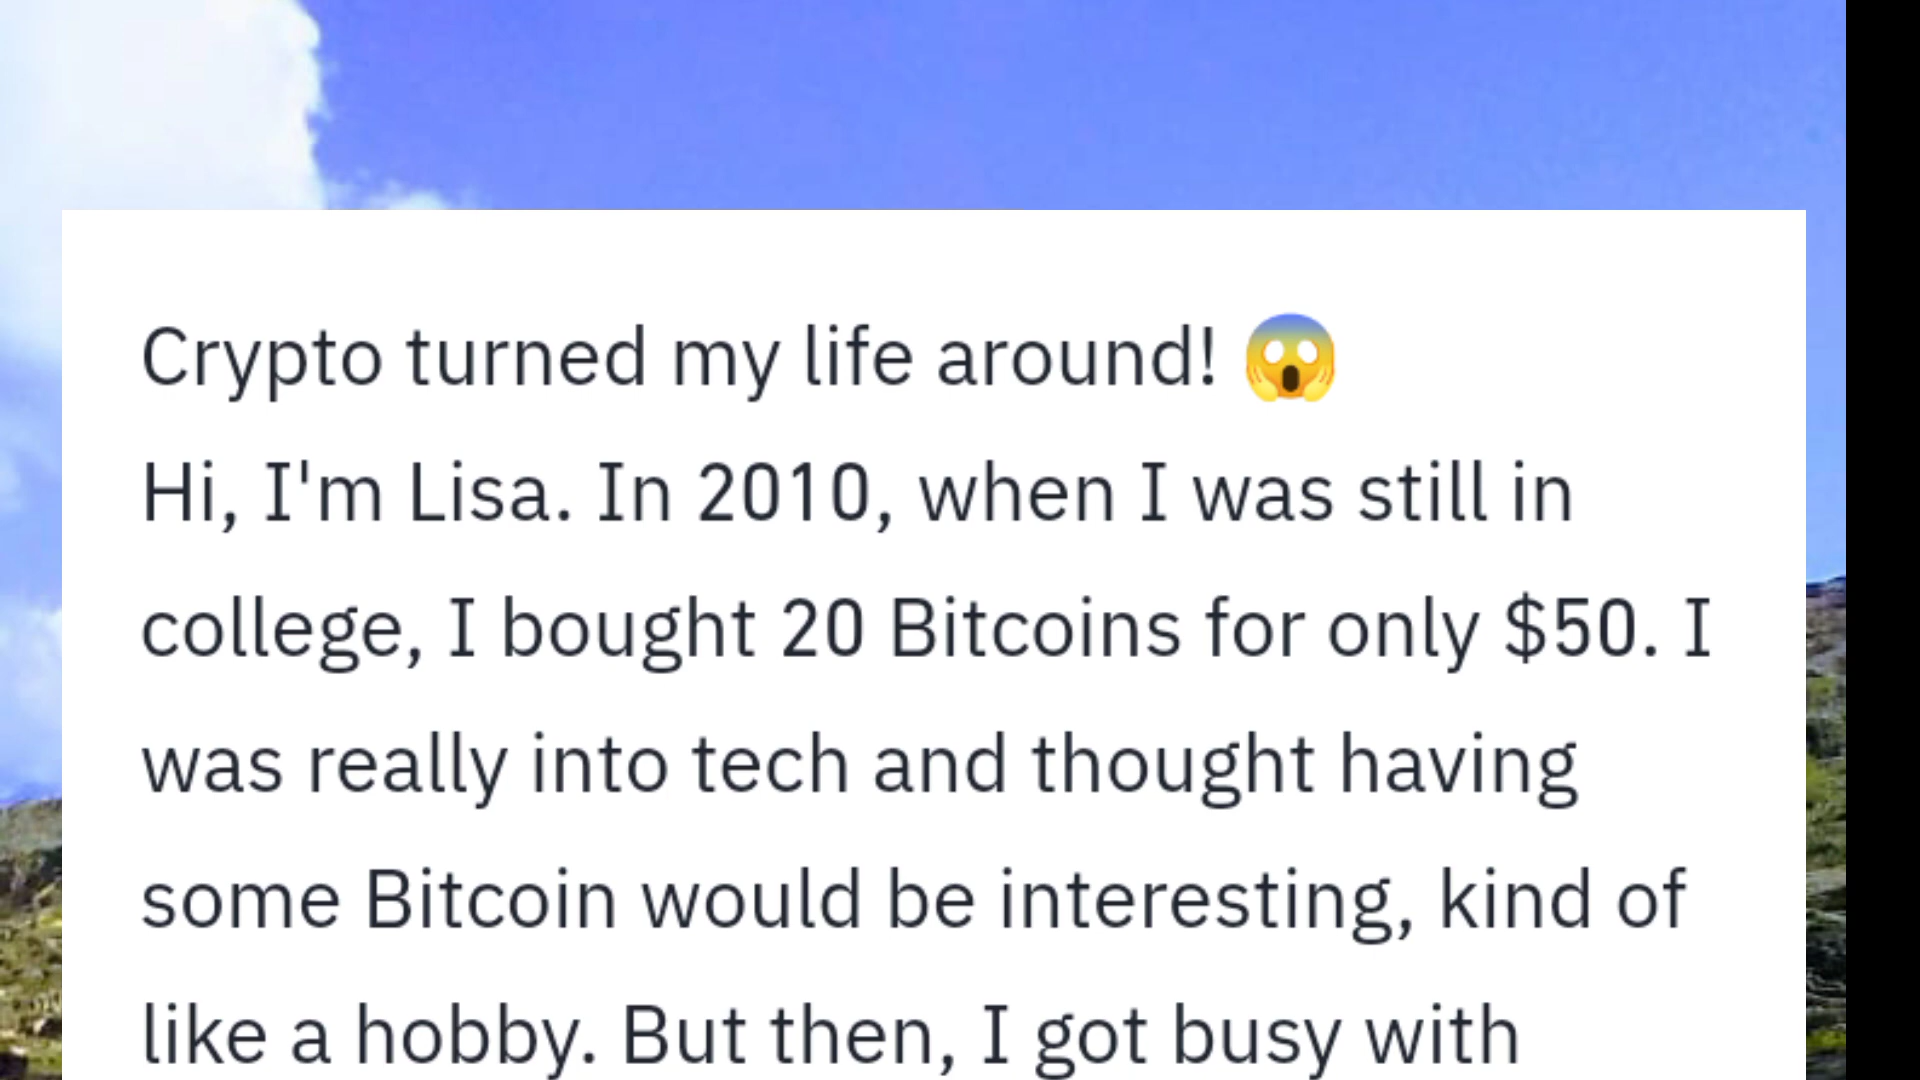 Crypto turned my life around! 😱
Hi, I'm Lisa. In 2010, when I was still in
college, I bought 20 Bitcoins for only $50. I
was really into tech and thought having
some Bitcoin would be interesting, kind of
like a hobby. But then, I got busy with